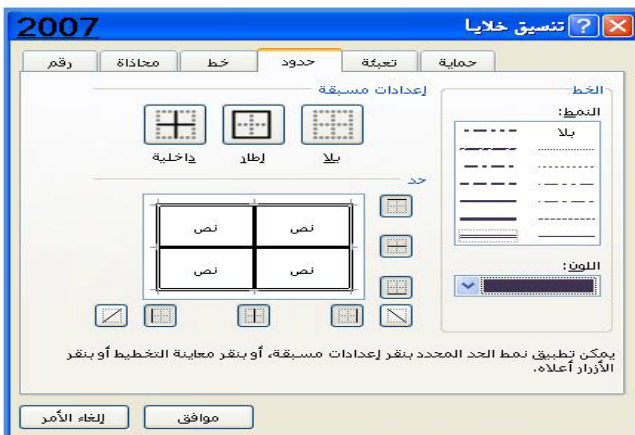 تنسيق خلايا
2007
رقم
محاذاة
خط
حدود
تعبئة
حماية
الخط
النمط:
بلا
اللون:
إعدادات مسبقة
بلا
إطار
داخلية
حد
نص
نص
نص
نص
يمكن تطبيق نمط الحد المحدد بنقر إعدادات مسبقة، أو بنقر معاينة التخطيط أو بنقر
الأزرار أعلاه.
موافق
إلغاء الأمر